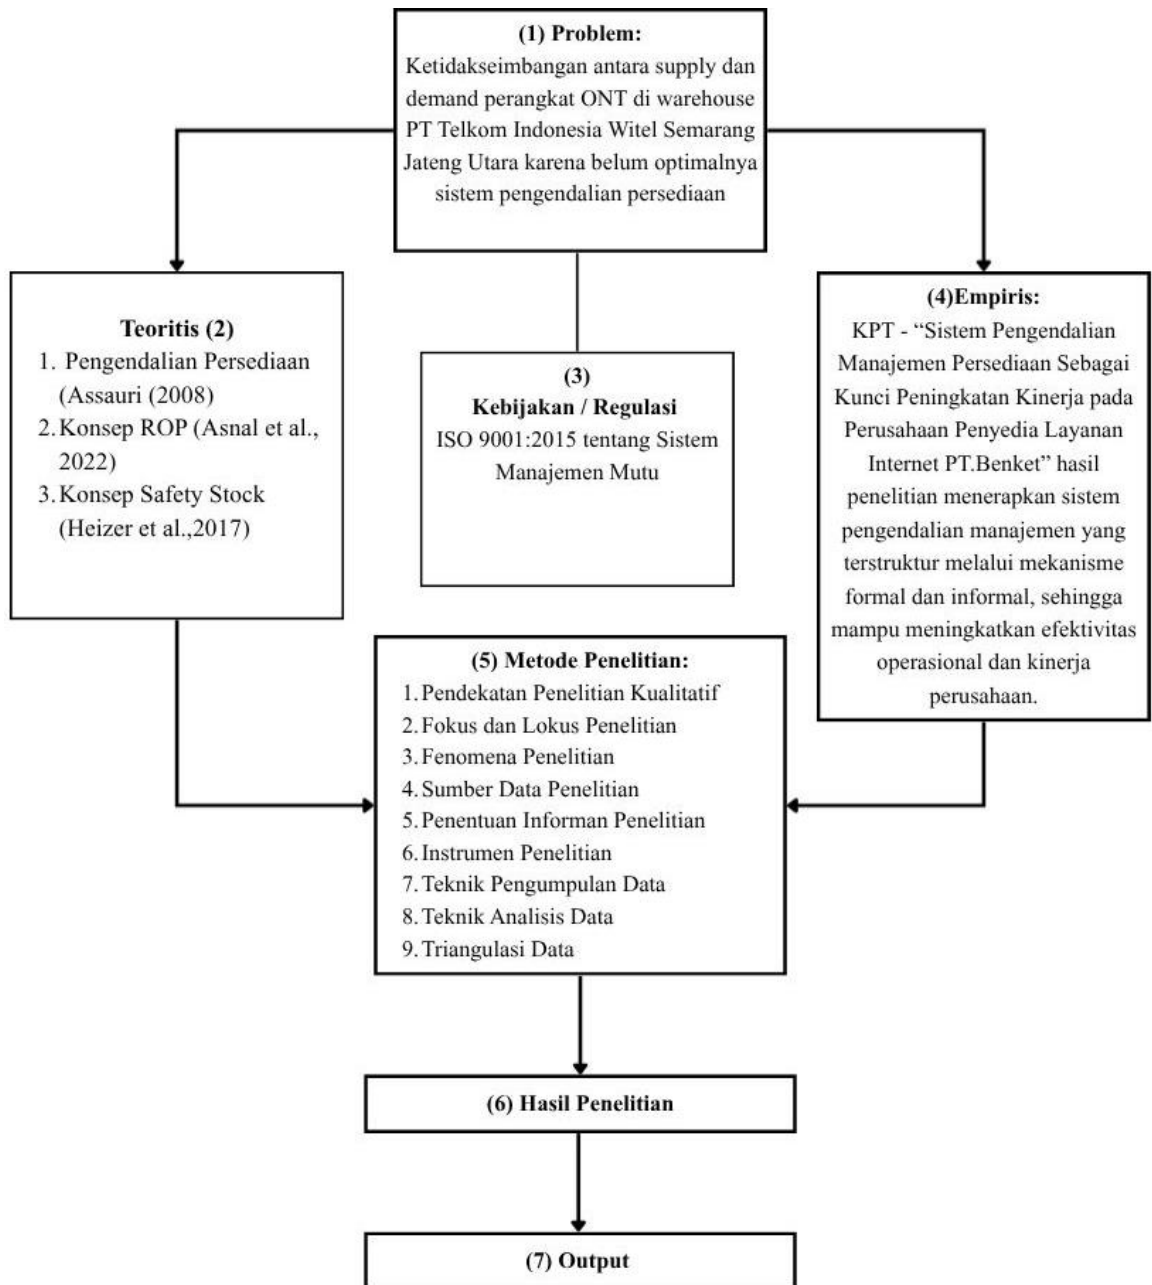 (1) Problem:
Ketidakseimbangan antara supply dan
demand perangkat ONT di warehouse
PT Telkom Indonesia Witel Semarang
Jateng Utara karena belum optimalnya
sistem pengendalian persediaan
Teoritis (2)
1. Pengendalian Persediaan
(Assauri (2008)
2. Konsep ROP (Asnal et al.,
2022)
3. Konsep Safety Stock
(Heizer et al.,2017)
(3)
Kebijakan / Regulasi
ISO 9001:2015 tentang Sistem
Manajemen Mutu
(4)Empiris:
KPT - “Sistem Pengendalian
Manajemen Persediaan Sebagai
Kunci Peningkatan Kinerja pada
Perusahaan Penyedia Layanan
Internet PT.Benket” hasil
penelitian menerapkan sistem
pengendalian manajemen yang
terstruktur melalui mekanisme
formal dan informal, sehingga
mampu meningkatkan efektivitas
operasional dan kinerja
perusahaan.
(5) Metode Penelitian:
1. Pendekatan Penelitian Kualitatif
2. Fokus dan Lokus Penelitian
3. Fenomena Penelitian
4. Sumber Data Penelitian
5. Penentuan Informan Penelitian
6. Instrumen Penelitian
7. Teknik Pengumpulan Data
8. Teknik Analisis Data
9. Triangulasi Data
(6) Hasil Penelitian
(7) Output